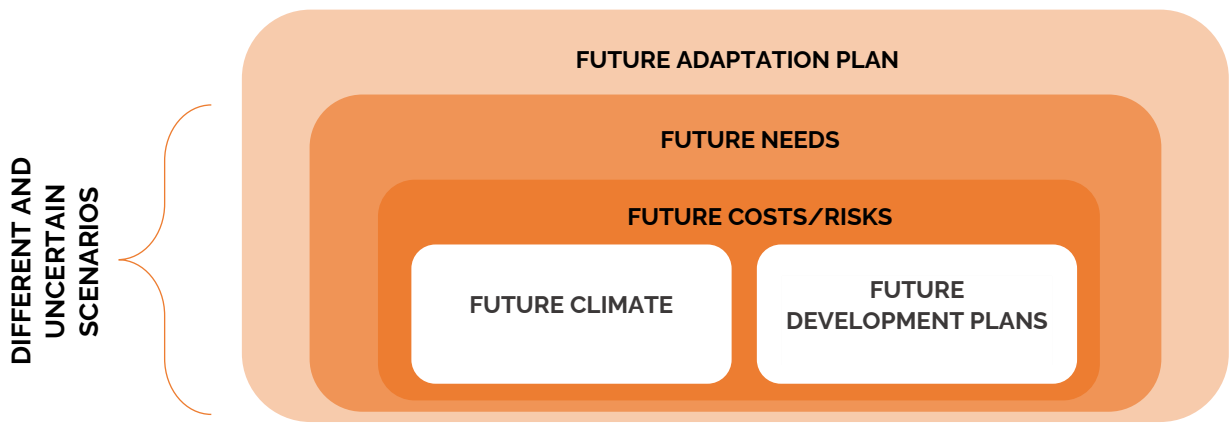 DIFFERENT AND
UNCERTAIN
SCENARIOS
FUTURE ADAPTATION PLAN
FUTURE NEEDS
FUTURE COSTS/RISKS
FUTURE CLIMATE
FUTURE
DEVELOPMENT PLANS